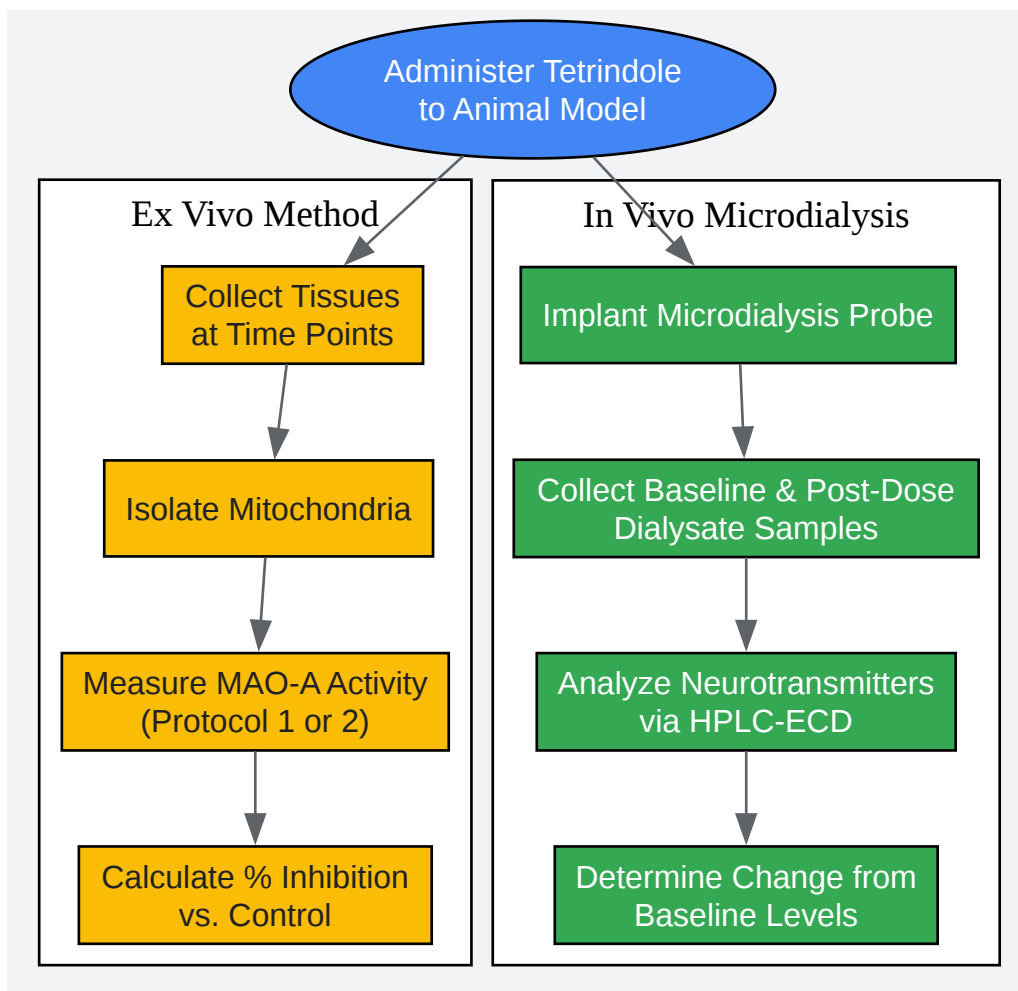 Administer Tetrindole
to Animal Model
Ex Vivo Method
Collect Tissues
at Time Points
Isolate Mitochondria
Measure MAO-A Activity
(Protocol 1 or 2)
Calculate % Inhibition
vs. Control
In Vivo Microdialysis
Implant Microdialysis Probe
Collect Baseline & Post-Dose
Dialysate Samples
Analyze Neurotransmitters
via HPLC-ECD
Determine Change from
Baseline Levels